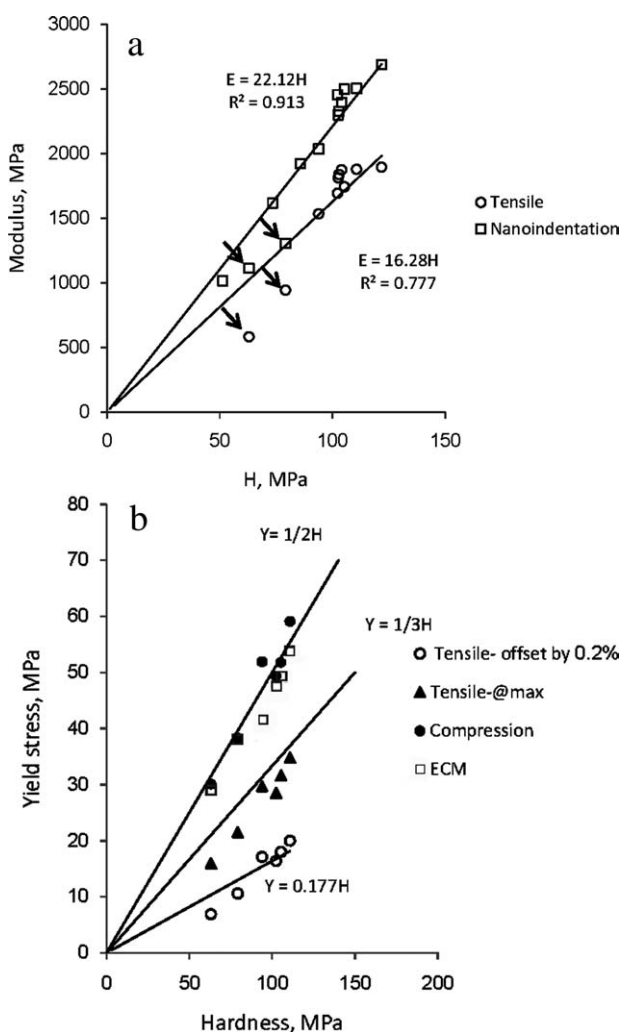 a
3000
2500
2000
1500
1000
500
0
Modulus, MPa
E = 22.12H
R² = 0.913
E = 16.28H
R² = 0.777
Tensile
Nanoindentation
0
50
100
150
H, MPa
b
80
70
60
50
40
30
20
10
0
Yield stress, MPa
Y= 1/2H
Y = 1/3H
Y = 0.177H
Tensile- offset by 0.2%
Tensile-@max
Compression
ECM
0
50
100
150
200
Hardness, MPa